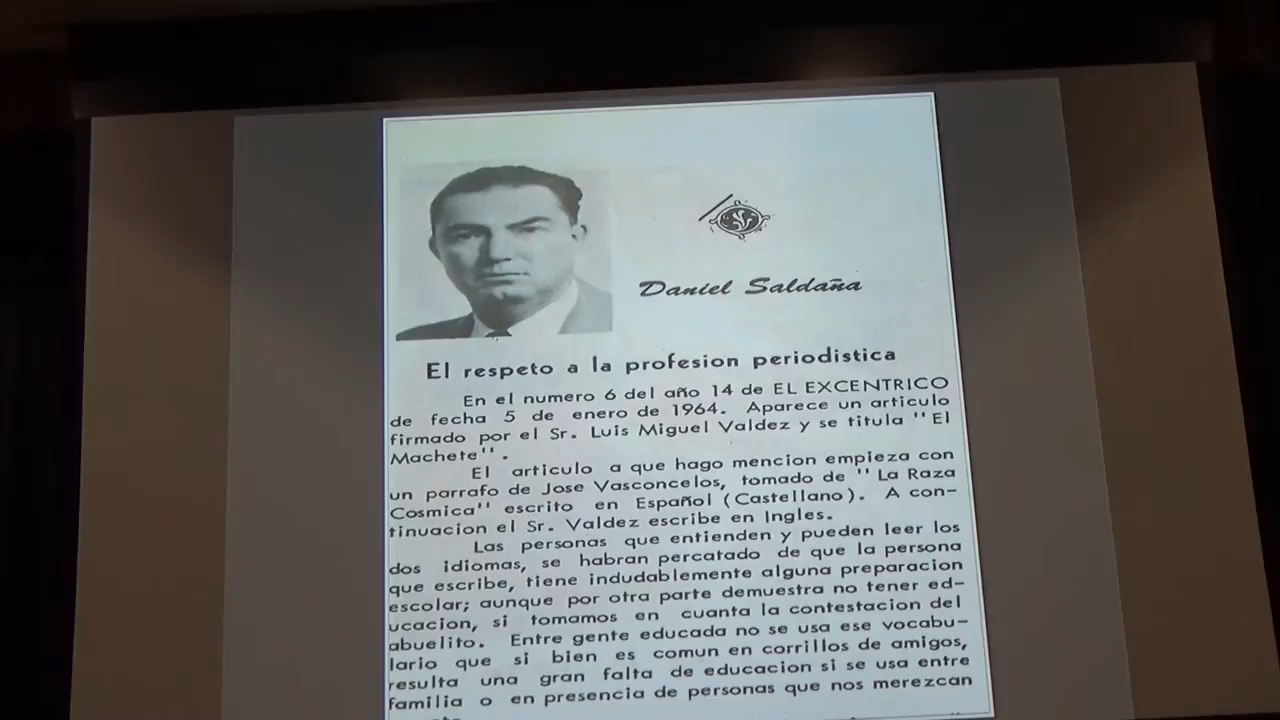 Daniel Saldaña
El respeto a la profesion periodistica
En el numero 6 del año 14 de EL EXCENTRICO
de fecha 5 de enero de 1964. Aparece un articulo
firmado por el Sr. Luis Miguel Valdez y se titula ''El
Machete''.
El articulo a que hago mencion empieza con
un parrafo de Jose Vasconcelos, tomado de '' La Raza
Cosmica'' escrito en Español (Castellano). A con-
tinuacion el Sr. Valdez escribe en Ingles.
Las personas que entienden y pueden leer los
dos idiomas, se habran percatado de que la persona
que escribe, tiene indudablemente alguna preparacion
escolar; aunque por otra parte demuestra no tener ed-
ucacion, si tomamos en cuanta la contestacion del
abuelito. Entre gente educada no se usa ese vocabu-
lario que si bien es comun en corrillos de amigos,
resulta una gran falta de educacion si se usa entre
familia o en presencia de personas que nos merezcan